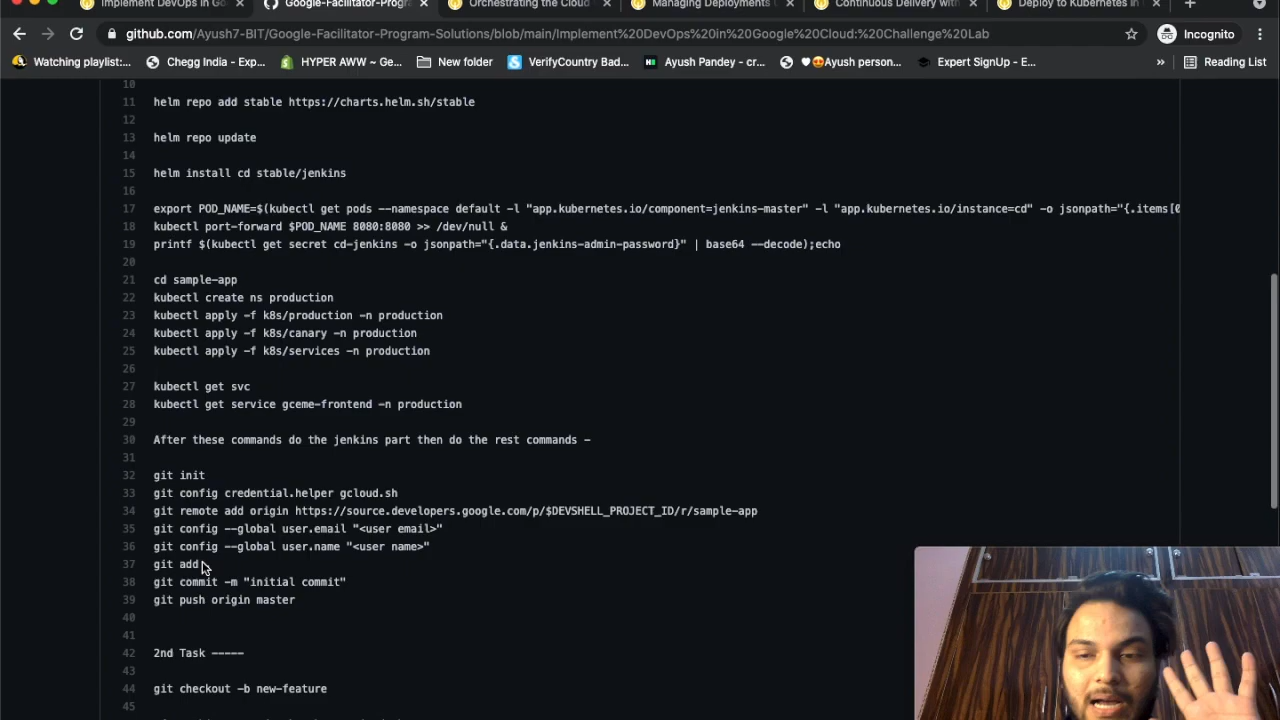 Implement DevOps in Go
Google-Facilitator-Progra
Orchestrating the Cloud
Managing Deployments U
Continuous Delivery with
Deploy to Kubernetes in
github.com/Ayush7-BIT/Google-Facilitator-Program-Solutions/blob/main/Implement%20DevOps%20in%20Google%20Cloud:%20Challenge%20Lab
Incognito
Watching playlist:...
Chegg India - Exp...
HYPER AWW ~ Ge...
New folder
VerifyCountry Bad...
Ayush Pandey - cr...
Ayush person...
Expert SignUp - E...
»
Reading List
10
11 helm repo add stable https://charts.helm.sh/stable
12
13 helm repo update
14
15 helm install cd stable/jenkins
16
17 export POD_NAME=$(kubectl get pods --namespace default -l "app.kubernetes.io/component=jenkins-master" -l "app.kubernetes.io/instance=cd" -o jsonpath="{.items[0
18 kubectl port-forward $POD_NAME 8080:8080 >> /dev/null &
19 printf $(kubectl get secret cd-jenkins -o jsonpath="{.data.jenkins-admin-password}" | base64 --decode);echo
20
21 cd sample-app
22 kubectl create ns production
23 kubectl apply -f k8s/production -n production
24 kubectl apply -f k8s/canary -n production
25 kubectl apply -f k8s/services -n production
26
27 kubectl get svc
28 kubectl get service gceme-frontend -n production
29
30 After these commands do the jenkins part then do the rest commands -
31
32 git init
33 git config credential.helper gcloud.sh
34 git remote add origin https://source.developers.google.com/p/$DEVSHELL_PROJECT_ID/r/sample-app
35 git config --global user.email "<user email>"
36 git config --global user.name "<user name>"
37 git add
38 git commit -m "initial commit"
39 git push origin master
40
41
42 2nd Task -----
43
44 git checkout -b new-feature
45